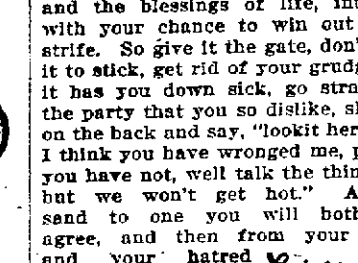 and the blessings of life, int
with your chance to win out
strife. So give it the gate, don'
it to stick, get rid of your grudg
it has you down sick, go stra
the party that you so dislike, sl
on the back and say, "lookit her
I think you have wronged me, p
you have not, well talk the thin
but we won't get hot." A
sand to one you will both
agree, and then from your
and your hatred